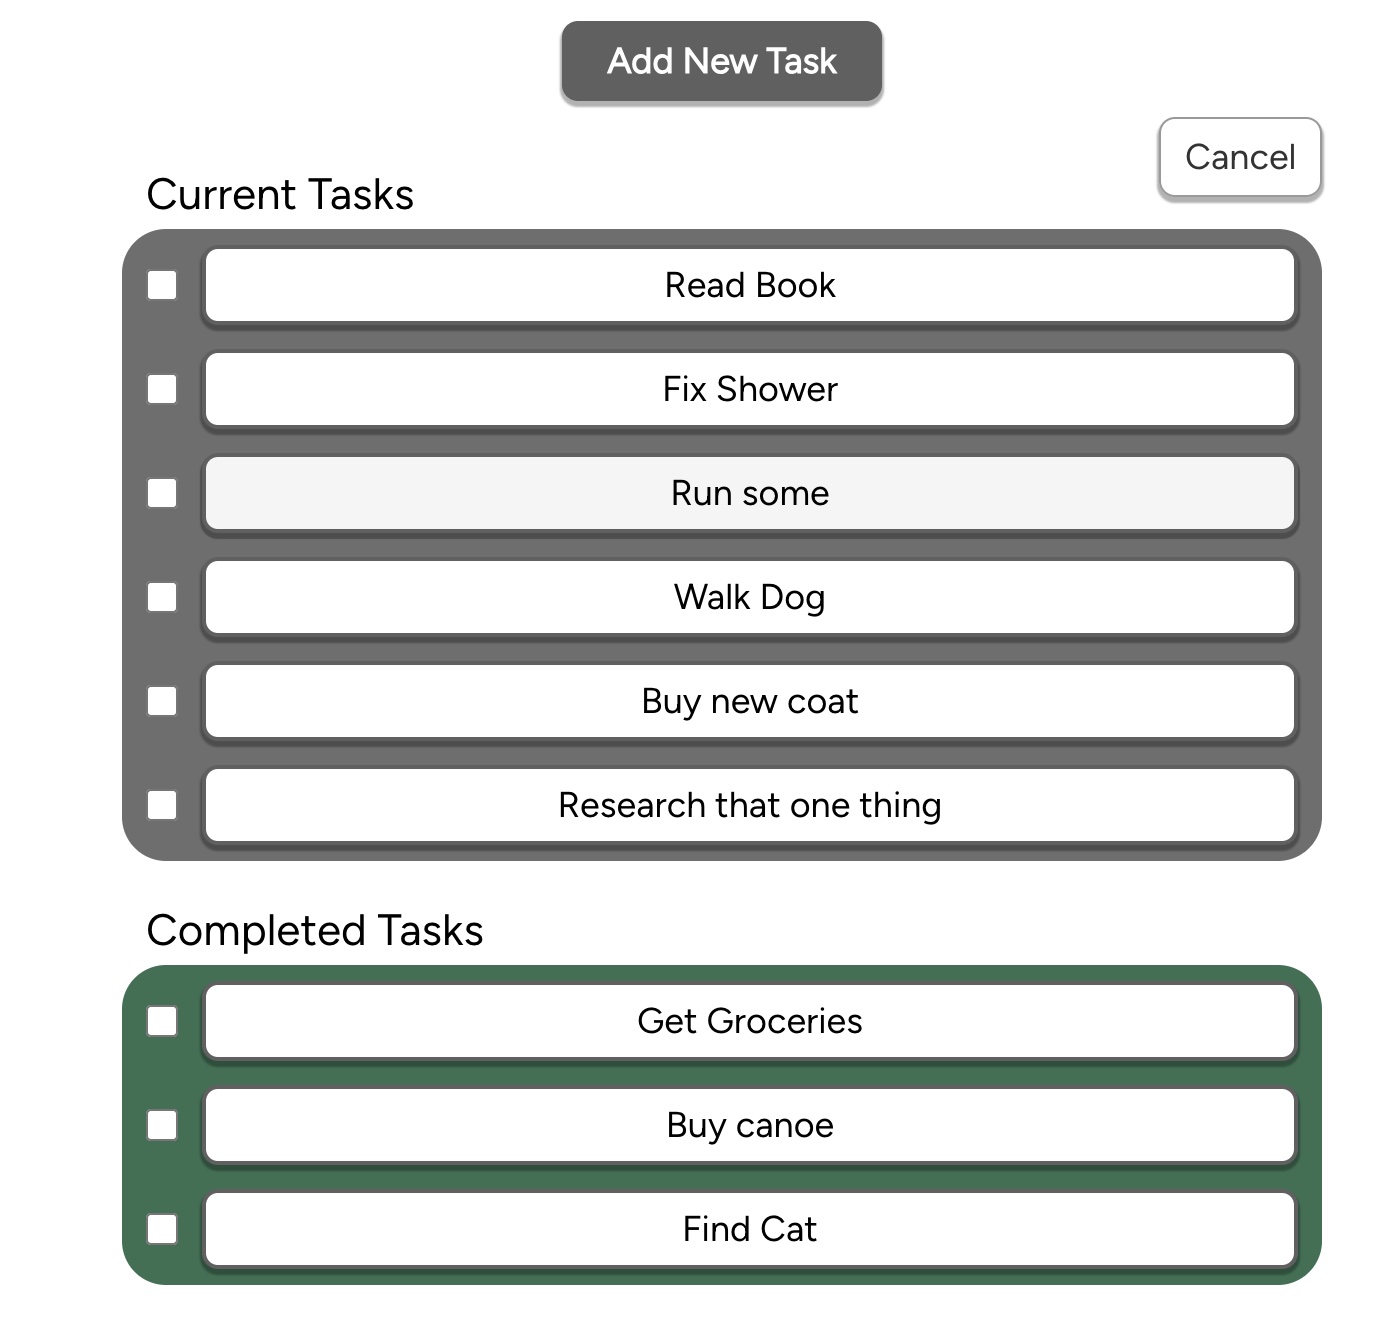 Add New Task
Cancel
Current Tasks
Read Book
Fix Shower
Run some
Walk Dog
Buy new coat
Research that one thing
Completed Tasks
Get Groceries
Buy canoe
Find Cat